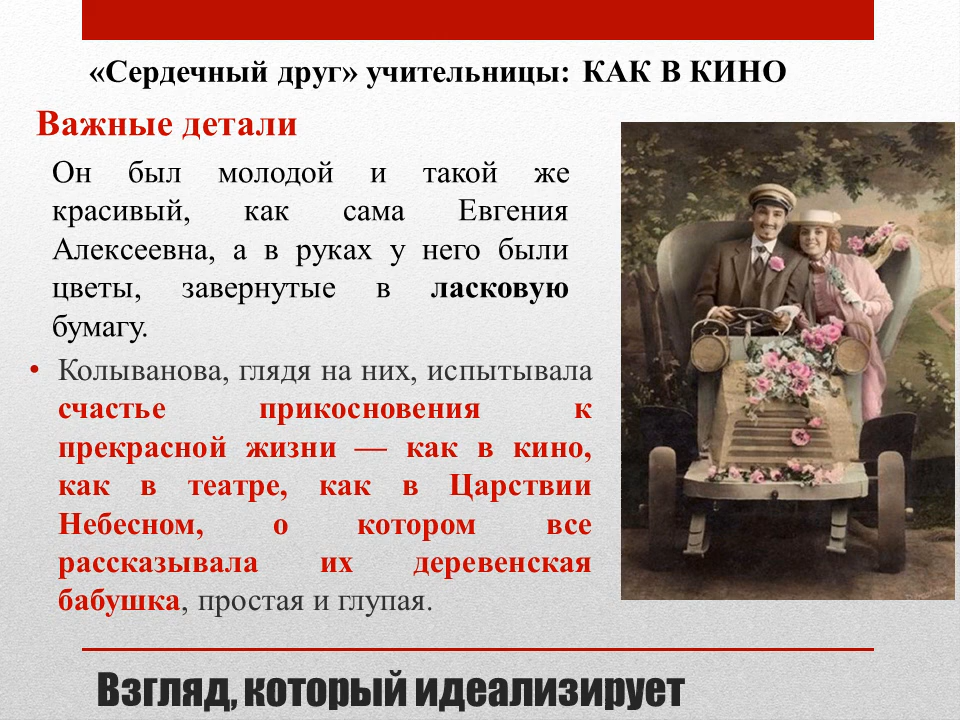 «Сердечный друг» учительницы: КАК В КИНО
Важные детали
Он был молодой и такой же
красивый, как сама Евгения
Алексеевна, а в руках у него были
цветы, завернутые в ласковую
бумагу.
• Колыванова, глядя на них, испытывала
счастье прикосновения к
прекрасной жизни — как в кино,
как в театре, как в Царствии
Небесном, о котором все
рассказывала их деревенская
бабушка, простая и глупая.
Взгляд, который идеализирует